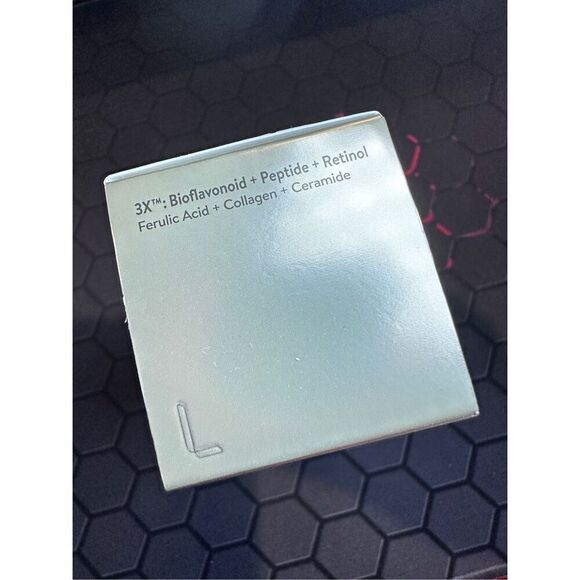 3X™: Bioflavonoid + Peptide + Retinol
Ferulic Acid + Collagen + Ceramide
L